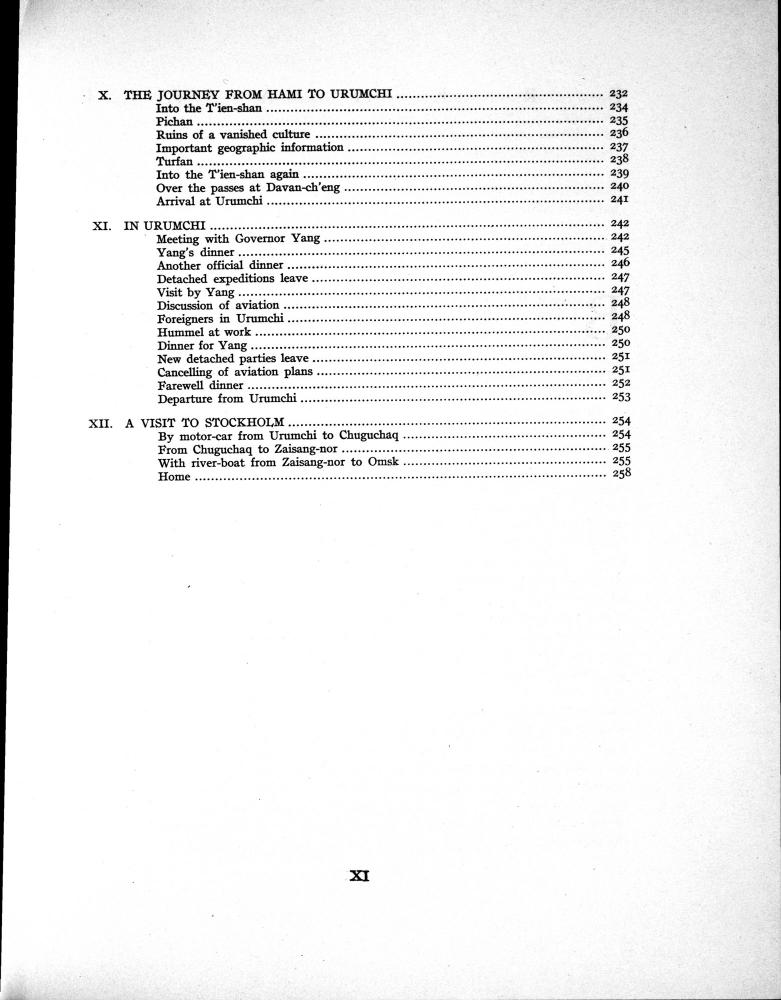 X. THE JOURNEY FROM HAMI TO URUMCHI ........ 232
Into the T'ien-shan ........ 234
Pichan ........ 235
Ruins of a vanished culture ........ 236
Important geographic information ........ 237
Turfan ........ 238
Into the T'ien-shan again ........ 239
Over the passes at Davan-ch'eng ........ 240
Arrival at Urumchi ........ 241
XI. IN URUMCHI ........ 242
Meeting with Governor Yang ........ 242
Yang's dinner ........ 245
Another official dinner ........ 246
Detached expeditions leave ........ 247
Visit by Yang ........ 247
Discussion of aviation ........ 248
Foreigners in Urumchi ........ 248
Hummel at work ........ 250
Dinner for Yang ........ 250
New detached parties leave ........ 251
Cancelling of aviation plans ........ 251
Farewell dinner ........ 252
Departure from Urumchi ........ 253
XII. A VISIT TO STOCKHOLM ........ 254
By motor-car from Urumchi to Chuguchaq ........ 254
From Chuguchaq to Zaisang-nor ........ 255
With river-boat from Zaisang-nor to Omsk ........ 255
Home ........ 258
XI